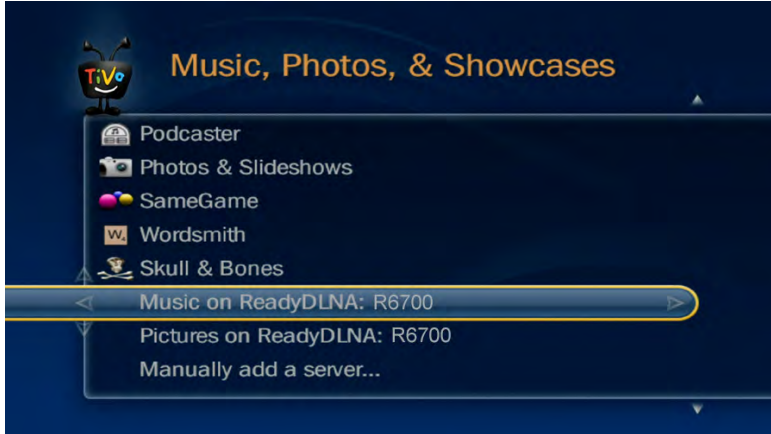 TiVo
Music, Photos, & Showcases
Podcaster
Photos & Slideshows
SameGame
W. Wordsmith
Skull & Bones
Music on ReadyDLNA: R6700
Pictures on ReadyDLNA: R6700
Manually add a server...